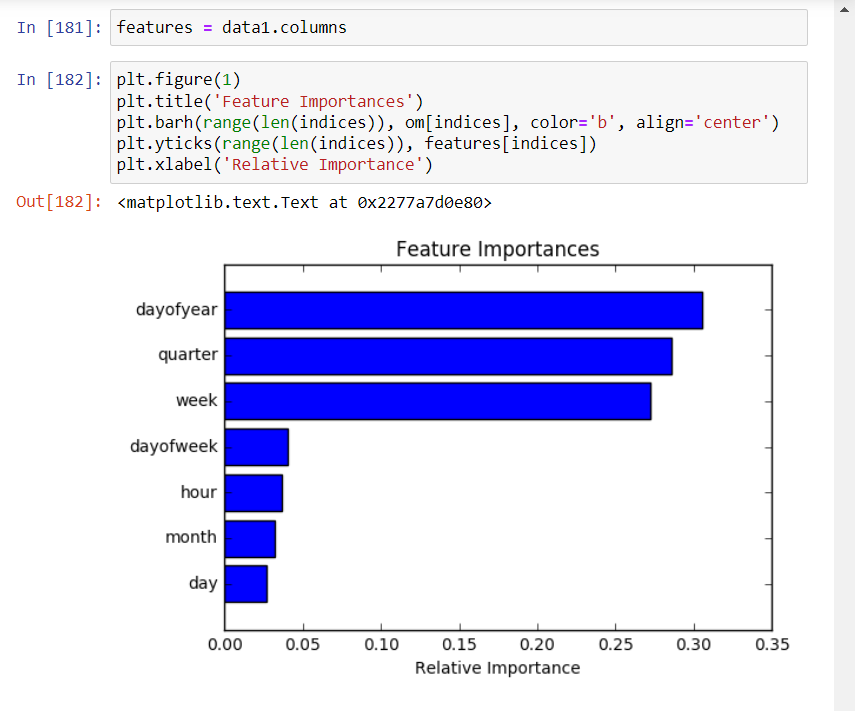 In [181]: features = data1.columns
In [182]: plt.figure(1)
plt.title('Feature Importances')
plt.barh(range(len(indices)), om[indices], color='b', align='center')
plt.yticks(range(len(indices)), features[indices])
plt.xlabel('Relative Importance')
Out[182]: <matplotlib.text.Text at 0x2277a7d0e80>
Feature Importances
dayofyear
quarter
week
dayofweek
hour
month
day
0.00 0.05 0.10 0.15 0.20 0.25 0.30 0.35
Relative Importance